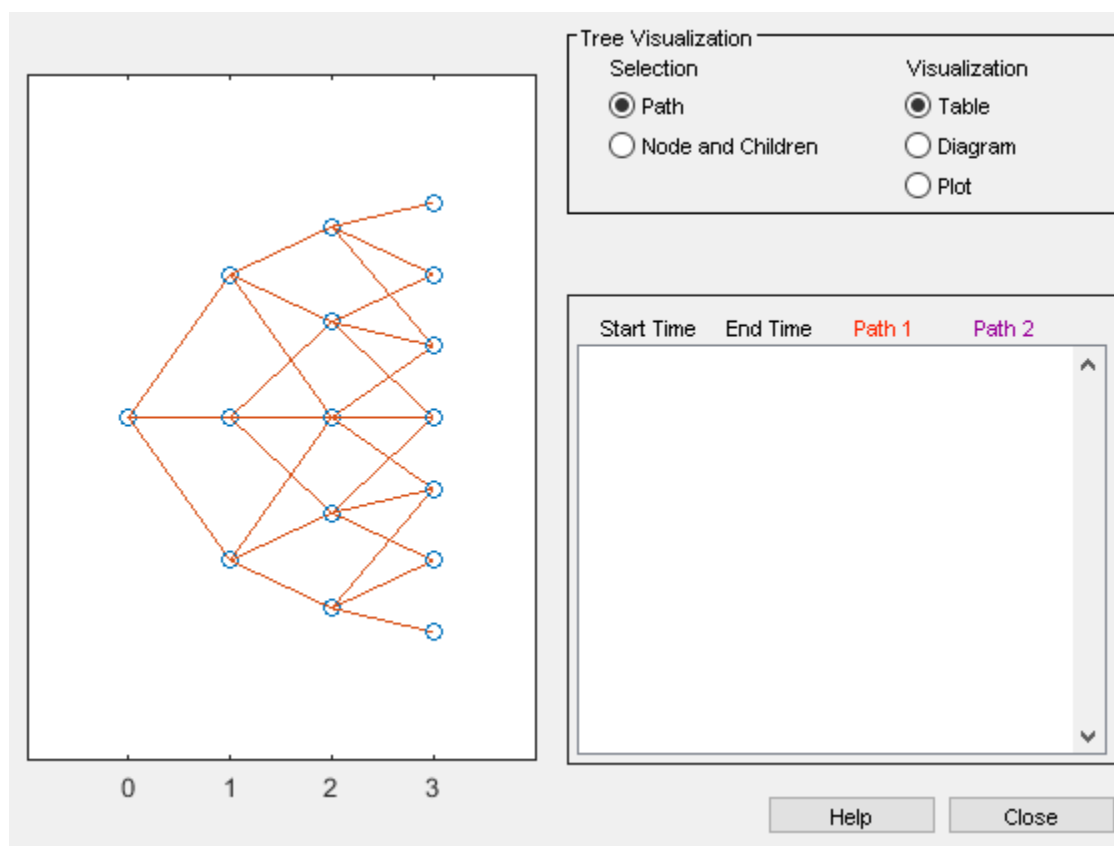 Tree Visualization
Selection Visualization
Path Table
Node and Children Diagram
Plot
Start Time End Time Path 1 Path 2
0 1 2 3
Help Close